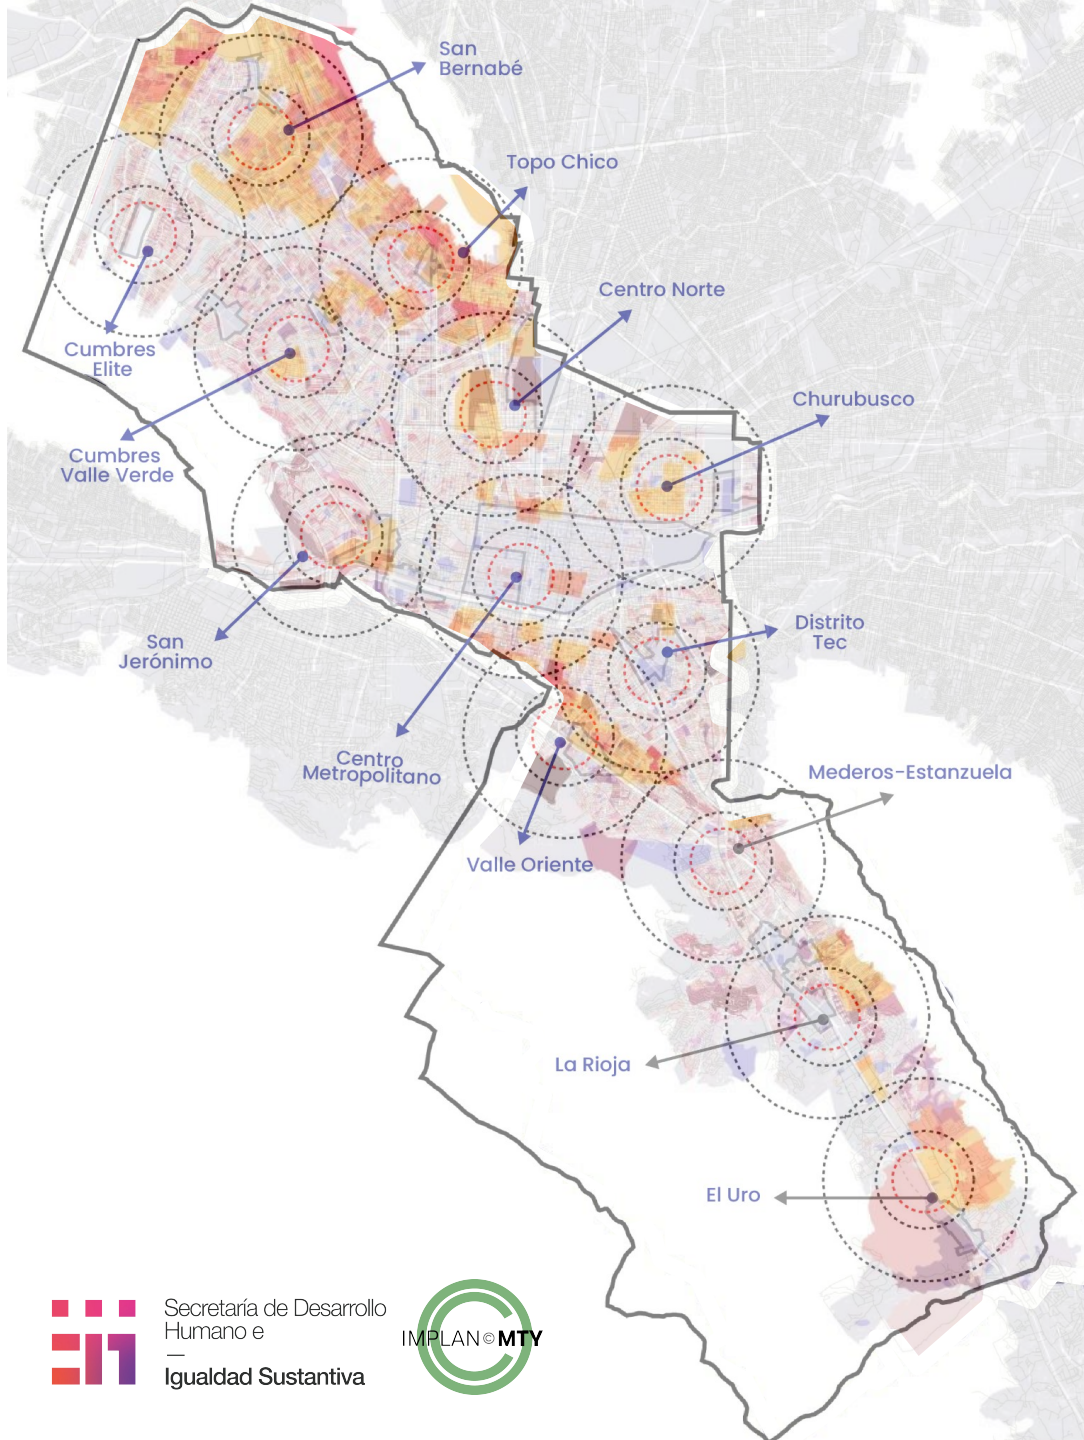 San
Bernabé
Topo Chico
Centro Norte
Cumbres
Elite
Churubusco
Cumbres
Valle Verde
San
Jerónimo
Distrito
Tec
Centro
Metropolitano
Mederos-Estanzuela
Valle Oriente
La Rioja
El Uro
Secretaría de Desarrollo
Humano e
—
Igualdad Sustantiva
IMPLAN © MTY